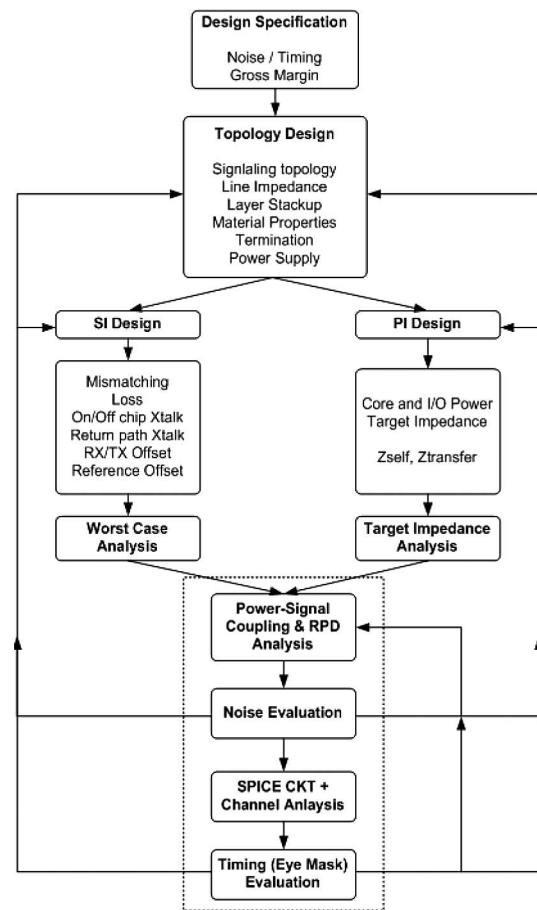 Design Specification
Noise / Timing
Gross Margin
Topology Design
Signlaling topology
Line Impedance
Layer Stackup
Material Properties
Termination
Power Supply
SI Design
PI Design
Mismatching
Loss
On/Off chip Xtalk
Return path Xtalk
RX/TX Offset
Reference Offset
Core and I/O Power
Target Impedance
Zself, Ztransfer
Worst Case
Analysis
Target Impedance
Analysis
Power-Signal
Coupling & RPD
Analysis
Noise Evaluation
SPICE CKT +
Channel Anlaysis
Timing (Eye Mask)
Evaluation